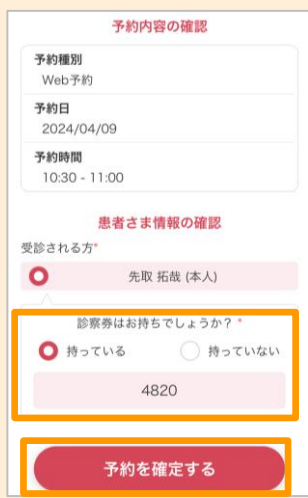 予約内容の確認
予約種別
Web予約
予約日
2024/04/09
予約時間
10:30 - 11:00
患者さま情報の確認
受診される方*
先取 拓哉 (本人)
診察券はお持ちでしょうか？ *
持っている 持っていない
4820
予約を確定する